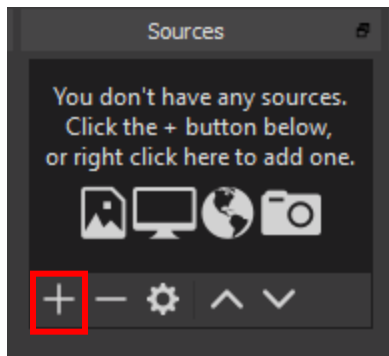 Sources
You don't have any sources.
Click the + button below,
or right click here to add one.